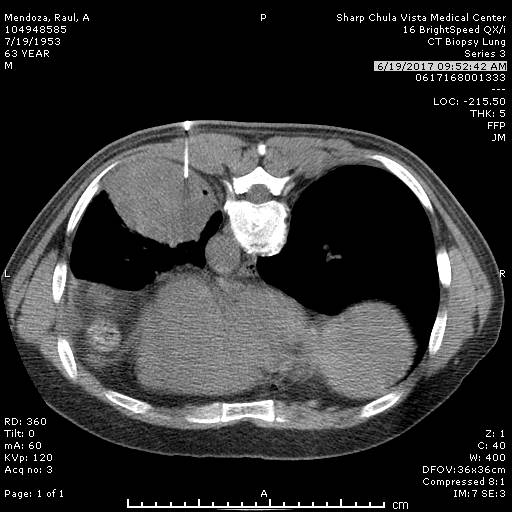 Mendoza, Raul, A
104948585
7/19/1953
63 YEAR
M
P
Sharp Chula Vista Medical Center
16 BrightSpeed QX/i
CT Biopsy Lung
Series 3
6/19/2017 09:52:42 AM
0617168001333
---
LOC: -215.50
THK: 5
FFP
JM
L
R
RD: 360
Tilt: 0
mA: 60
KVp: 120
Acq no: 3
Page: 1 of 1
A
cm
Z: 1
C: 40
W: 400
DFOV:36x36cm
Compressed 8:1
IM:7 SE:3